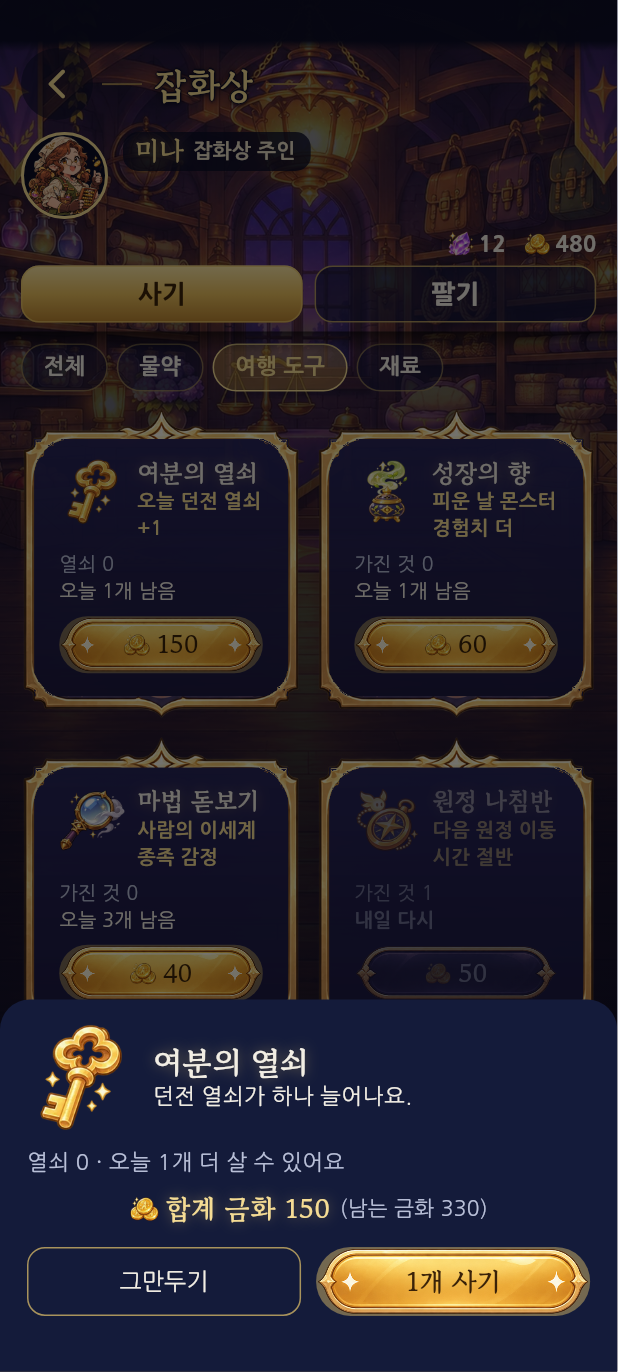 잡화상
미나 잡화상 주인
12 480
사기 팔기
전체 물약 여행 도구 재료
여분의 열쇠
오늘 던전 열쇠
+1
열쇠 0
오늘 1개 남음
150
성장의 향
피운 날 몬스터
경험치 더
가진 것 0
오늘 1개 남음
60
마법 돋보기
사람의 이세계
종족 감정
가진 것 0
오늘 3개 남음
40
원정 나침반
다음 원정 이동
시간 절반
가진 것 1
내일 다시
50
여분의 열쇠
던전 열쇠가 하나 늘어나요.
열쇠 0 · 오늘 1개 더 살 수 있어요
합계 금화 150 (남는 금화 330)
그만두기 1개 사기